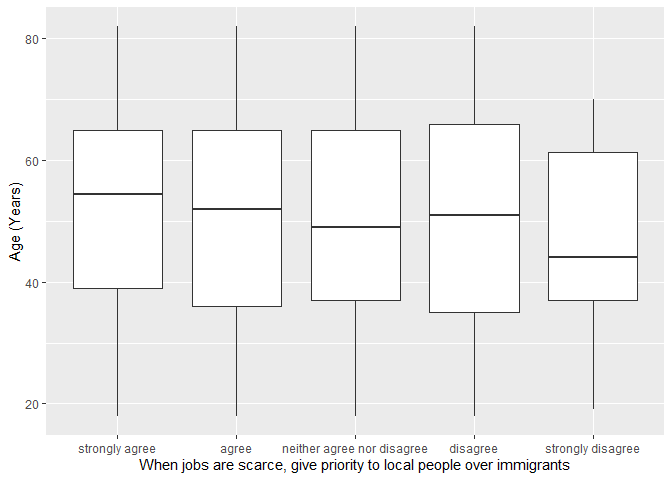 Age (Years)
80
60
40
20
strongly agree
agree
neither agree nor disagree
disagree
strongly disagree
When jobs are scarce, give priority to local people over immigrants